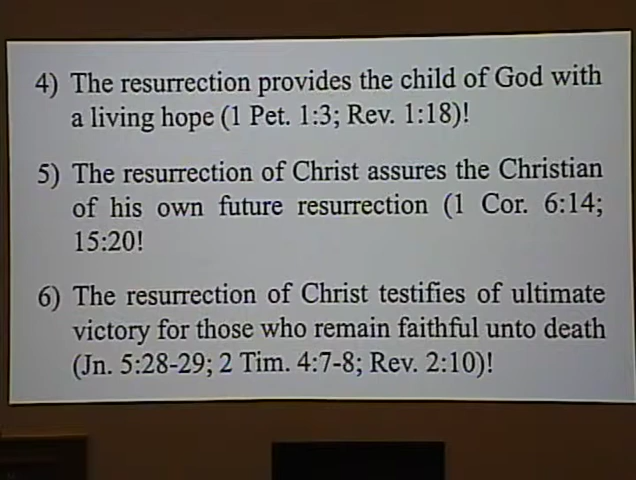 4) The resurrection provides the child of God with
a living hope (1 Pet. 1:3; Rev. 1:18)!
5) The resurrection of Christ assures the Christian
of his own future resurrection (1 Cor. 6:14;
15:20!
6) The resurrection of Christ testifies of ultimate
victory for those who remain faithful unto death
(Jn. 5:28-29; 2 Tim. 4:7-8; Rev. 2:10)!